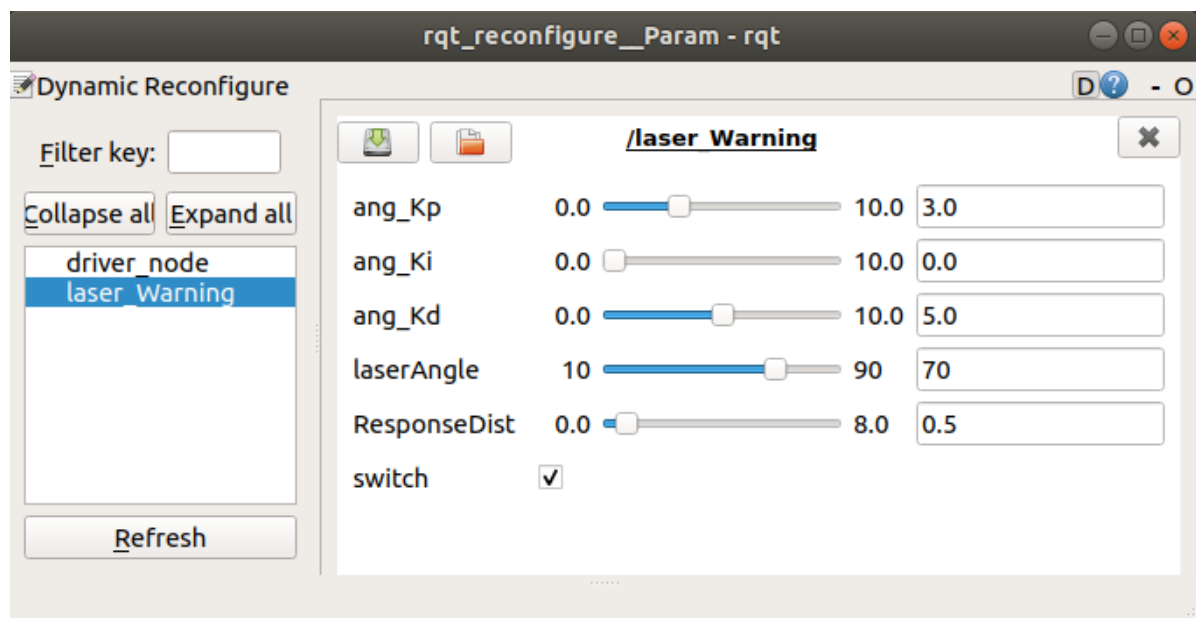 rqt_reconfigure__Param - rqt
Dynamic Reconfigure
D? - O
Filter key:
Collapse all Expand all
driver_node
laser_Warning
Refresh
/laser_Warning
ang_Kp 0.0 10.0 3.0
ang_Ki 0.0 10.0 0.0
ang_Kd 0.0 10.0 5.0
laserAngle 10 90 70
ResponseDist 0.0 8.0 0.5
switch